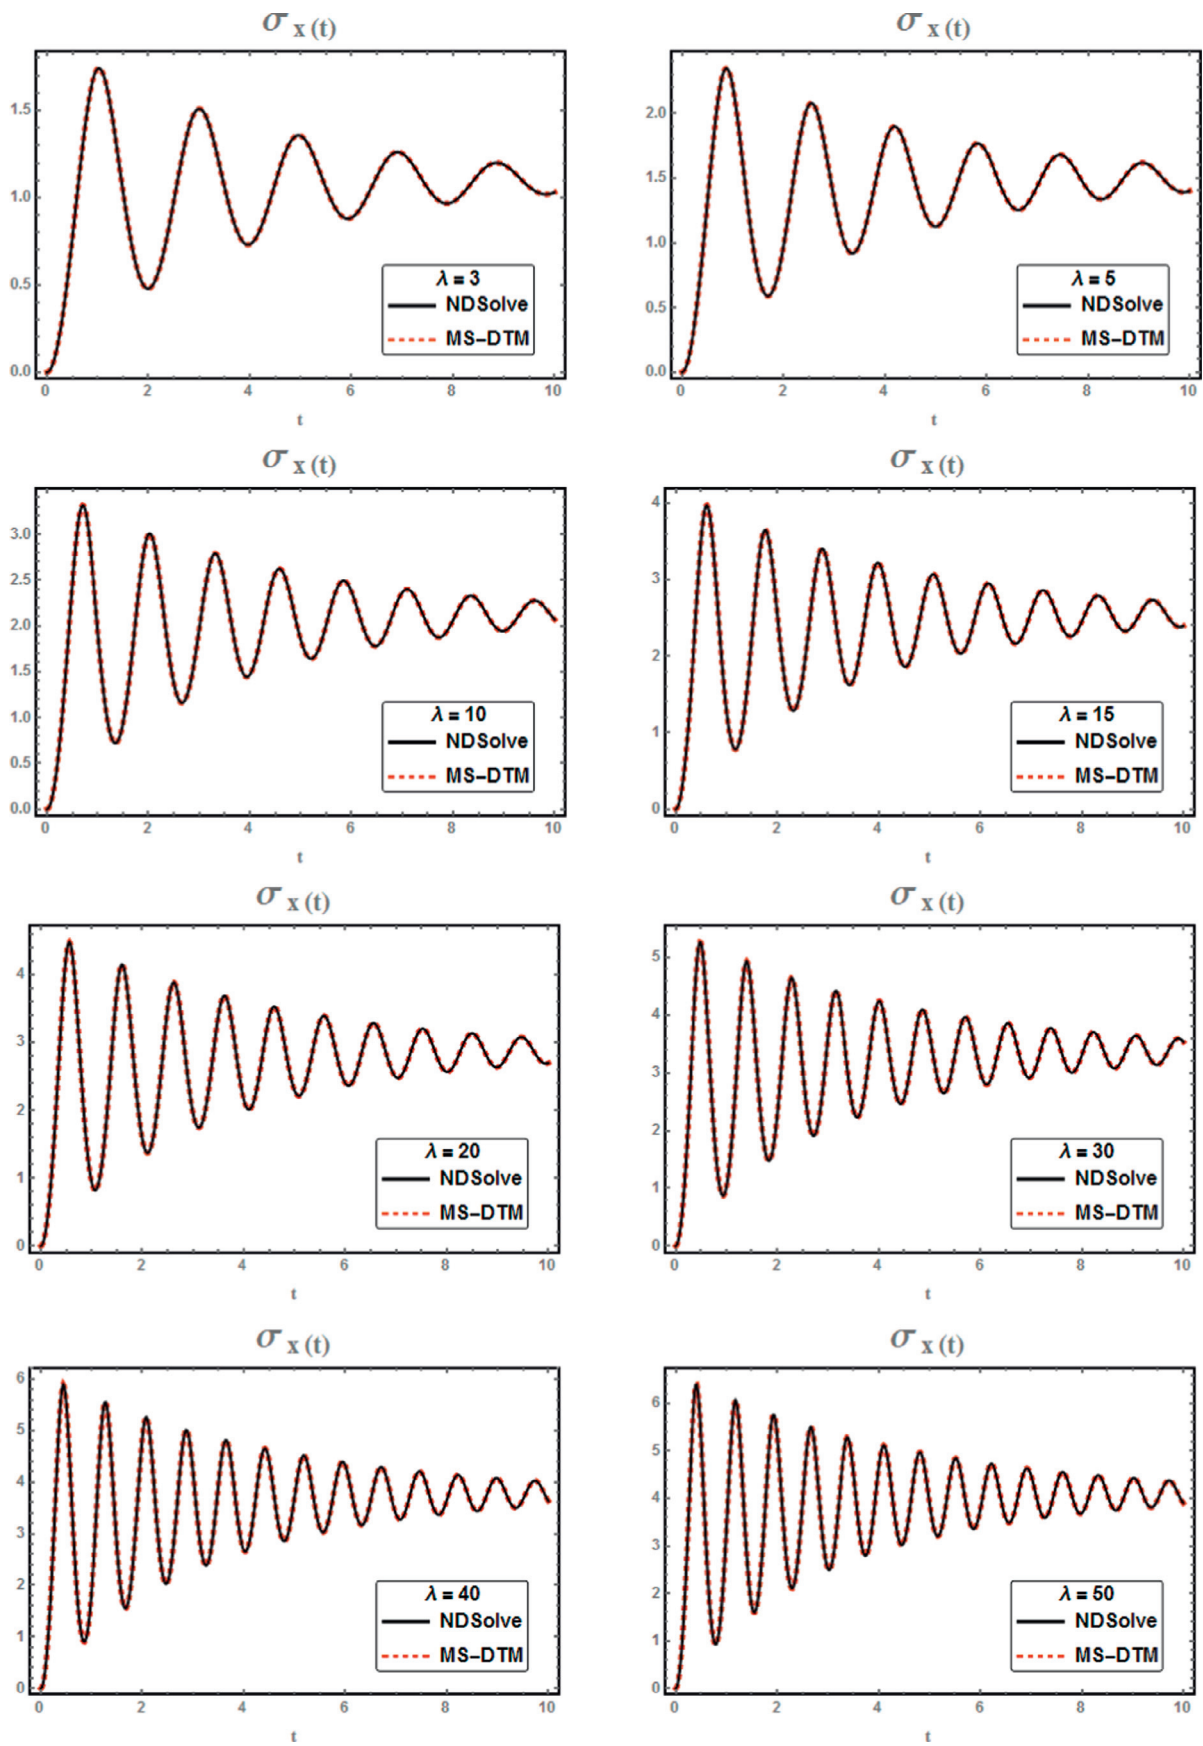 σ x (t)
1.5
1.0
0.5
0.0
0 2 4 6 8 10
t
λ = 3
NDSolve
MS–DTM
σ x (t)
2.0
1.5
1.0
0.5
0.0
0 2 4 6 8 10
t
λ = 5
NDSolve
MS–DTM
σ x (t)
3.0
2.5
2.0
1.5
1.0
0.5
0.0
0 2 4 6 8 10
t
λ = 10
NDSolve
MS–DTM
σ x (t)
4
3
2
1
0
0 2 4 6 8 10
t
λ = 15
NDSolve
MS–DTM
σ x (t)
4
3
2
1
0
0 2 4 6 8 10
t
λ = 20
NDSolve
MS–DTM
σ x (t)
5
4
3
2
1
0
0 2 4 6 8 10
t
λ = 30
NDSolve
MS–DTM
σ x (t)
6
5
4
3
2
1
0
0 2 4 6 8 10
t
λ = 40
NDSolve
MS–DTM
σ x (t)
6
5
4
3
2
1
0
0 2 4 6 8 10
t
λ = 50
NDSolve
MS–DTM